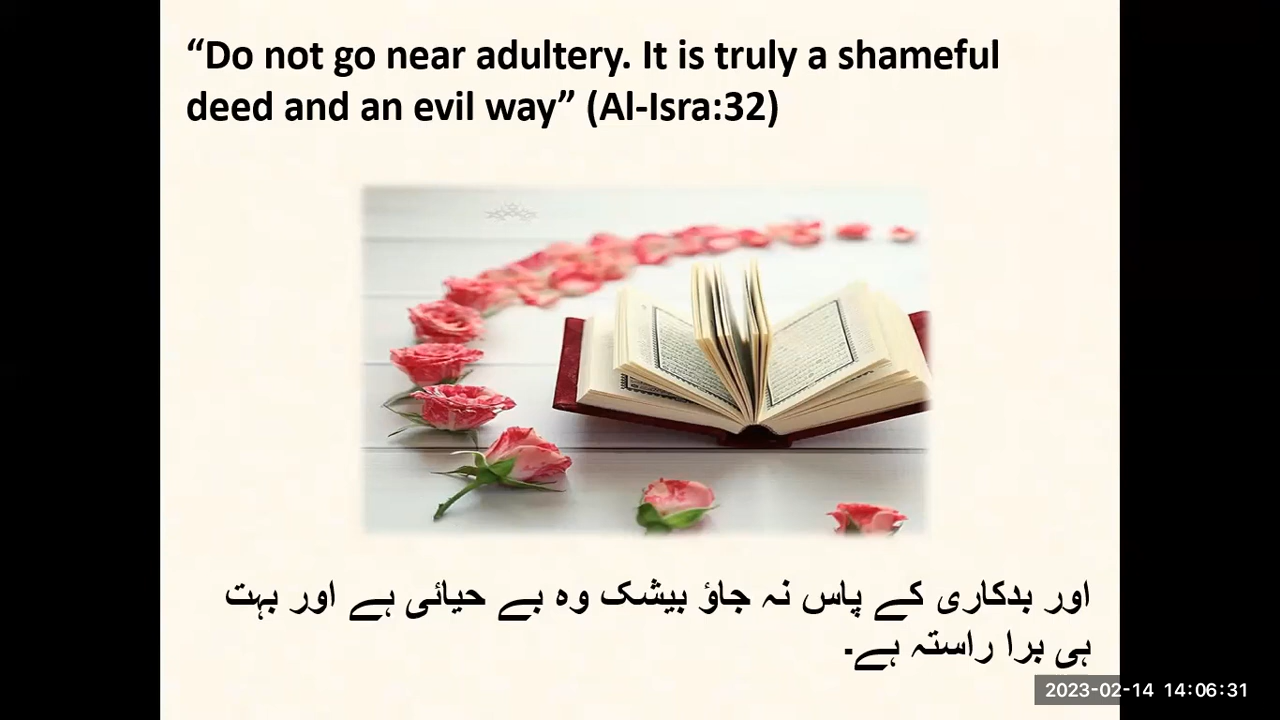 “Do not go near adultery. It is truly a shameful
deed and an evil way” (Al-Isra:32)
اور بدکاری کے پاس نہ جاؤ بیشک وہ بے حیائی ہے اور بہت
ہی برا راستہ ہے۔
2023-02-14 14:06:31